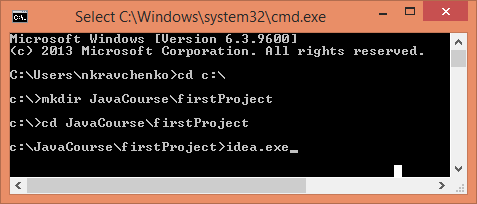 Select C:\Windows\system32\cmd.exe
Microsoft Windows [Version 6.3.9600]
(c) 2013 Microsoft Corporation. All rights reserved.
C:\Users\nkravchenko>cd c:\
c:\>mkdir JavaCourse\firstProject
c:\>cd JavaCourse\firstProject
c:\JavaCourse\firstProject>idea.exe_